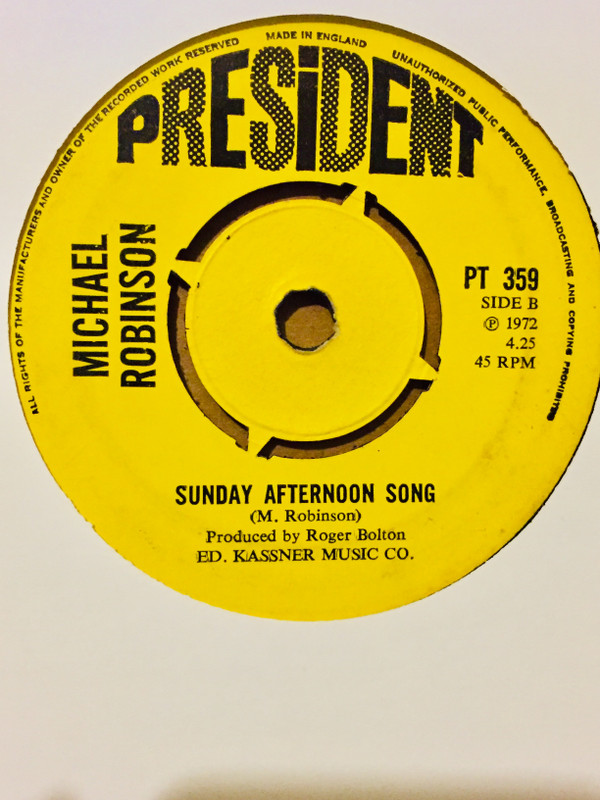 ALL RIGHTS OF THE MANUFACTURERS AND OWNER OF THE RECORDED WORK RESERVED
MADE IN ENGLAND
UNAUTHORIZED PUBLIC PERFORMANCE, BROADCASTING AND COPYING PROHIBITED
PRESiDENT
MICHAEL
ROBINSON
PT 359
SIDE B
℗ 1972
4.25
45 RPM
SUNDAY AFTERNOON SONG
(M. Robinson)
Produced by Roger Bolton
ED. KASSNER MUSIC CO.